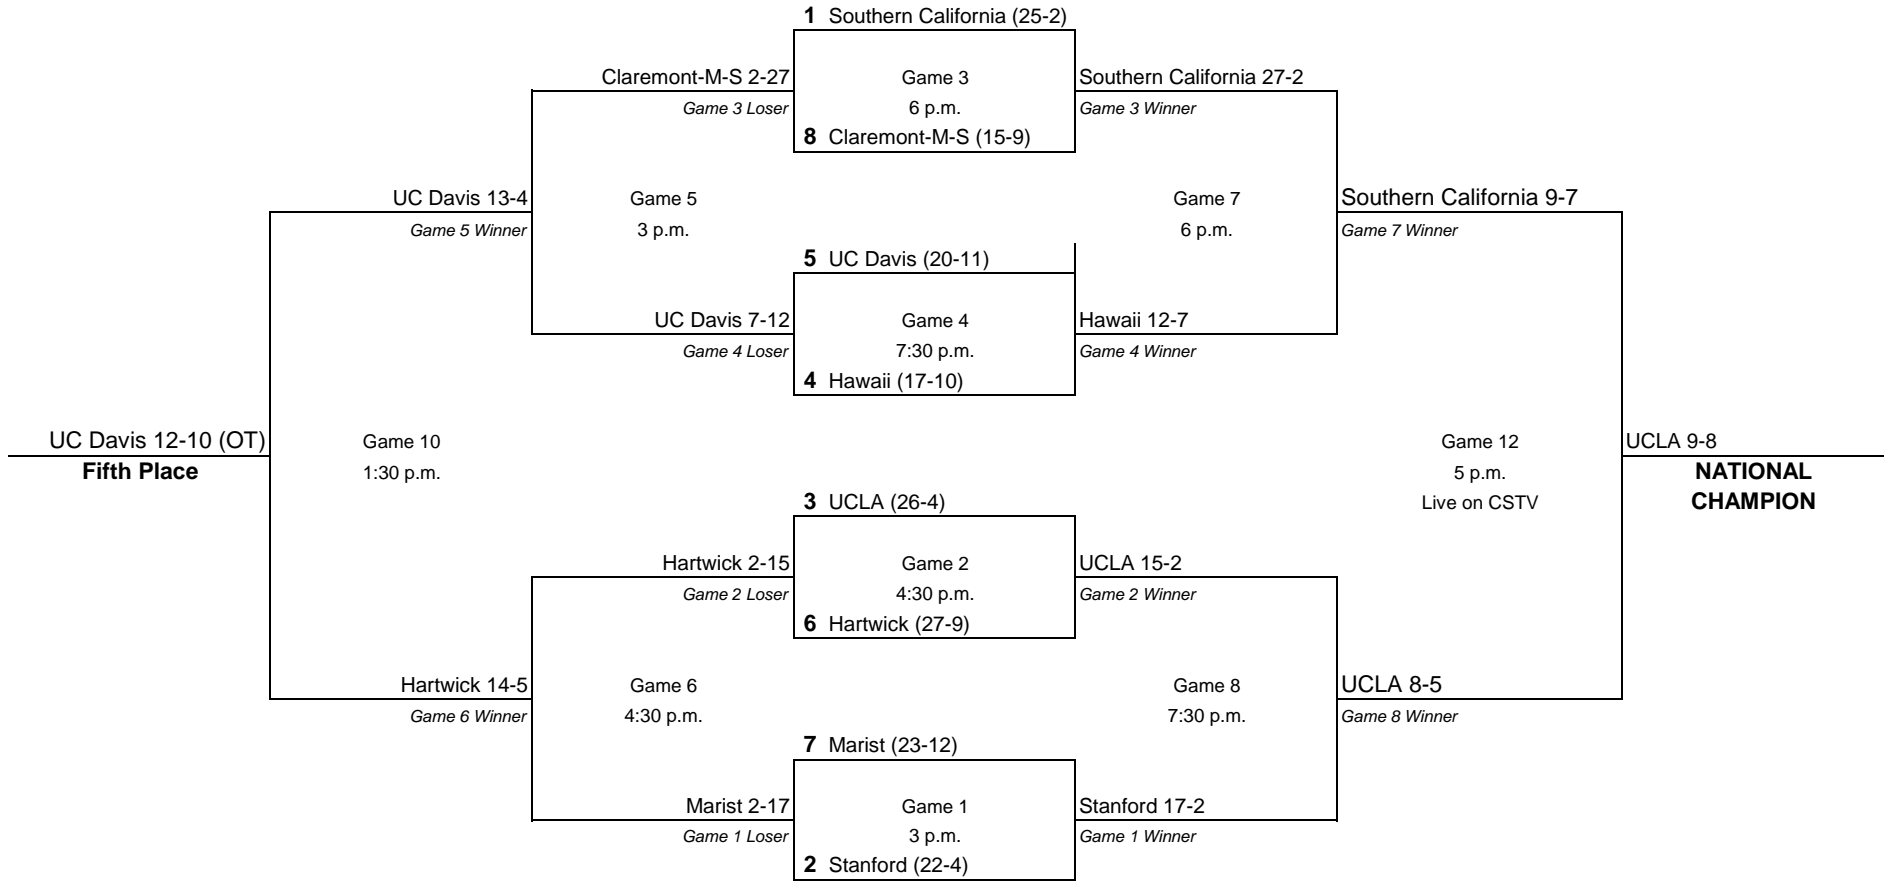 1 Southern California (25-2)
Claremont-M-S 2-27
Game 3
Southern California 27-2
Game 3 Loser
6 p.m.
Game 3 Winner
8 Claremont-M-S (15-9)
UC Davis 13-4
Game 5
Game 7
Southern California 9-7
Game 5 Winner
3 p.m.
6 p.m.
Game 7 Winner
5 UC Davis (20-11)
UC Davis 7-12
Game 4
Hawaii 12-7
Game 4 Loser
7:30 p.m.
Game 4 Winner
4 Hawaii (17-10)
UC Davis 12-10 (OT)
Game 10
Game 12
UCLA 9-8
Fifth Place
1:30 p.m.
5 p.m.
NATIONAL
3 UCLA (26-4)
Live on CSTV
CHAMPION
Hartwick 2-15
Game 2
UCLA 15-2
Game 2 Loser
4:30 p.m.
Game 2 Winner
6 Hartwick (27-9)
Hartwick 14-5
Game 6
Game 8
UCLA 8-5
Game 6 Winner
4:30 p.m.
7:30 p.m.
Game 8 Winner
7 Marist (23-12)
Marist 2-17
Game 1
Stanford 17-2
Game 1 Loser
3 p.m.
Game 1 Winner
2 Stanford (22-4)